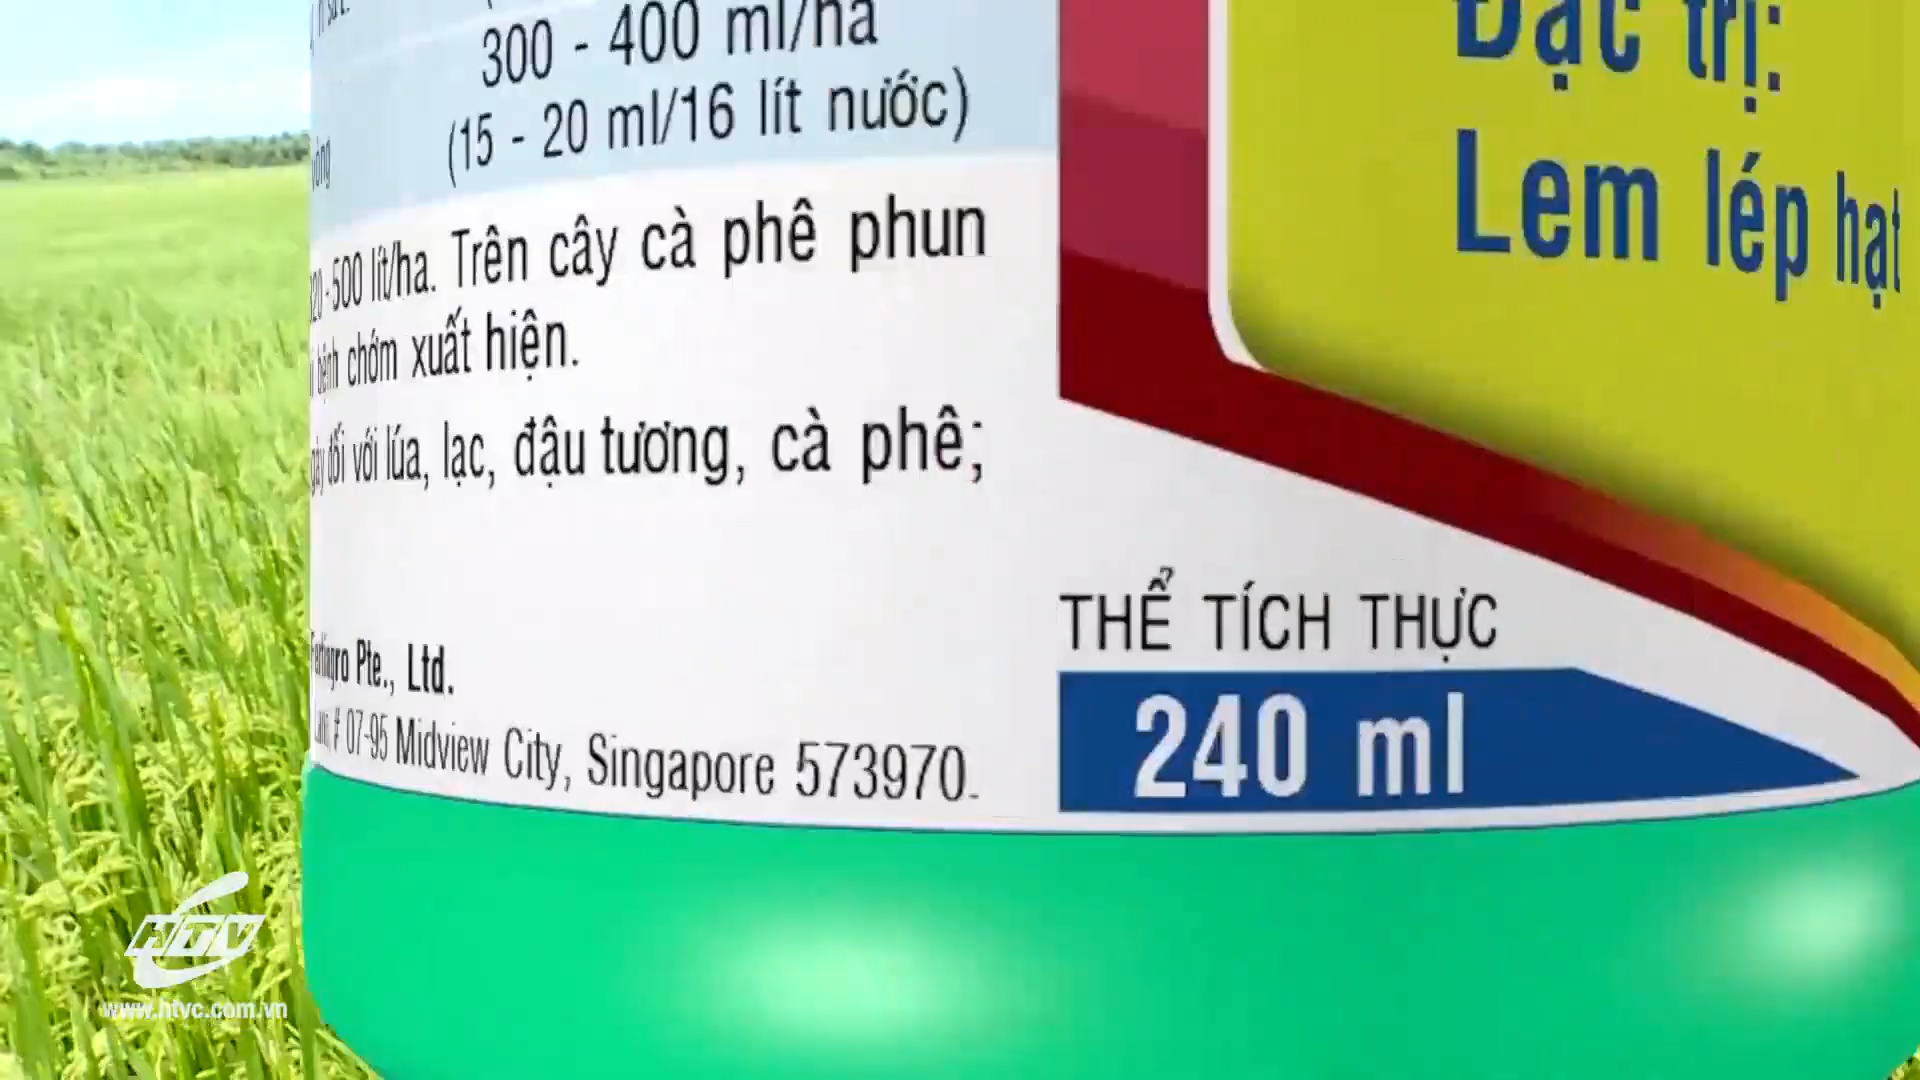 300 - 400 ml/ha
(15 - 20 ml/16 lít nước)
500 lít/ha. Trên cây cà phê phun
bệnh chớm xuất hiện.
đối với lúa, lạc, đậu tương, cà phê;
Pte., Ltd.
# 07-95 Midview City, Singapore 573970.
Đặc trị:
Lem lép hạt
THỂ TÍCH THỰC
240 ml
HTV
www.htvc.com.vn